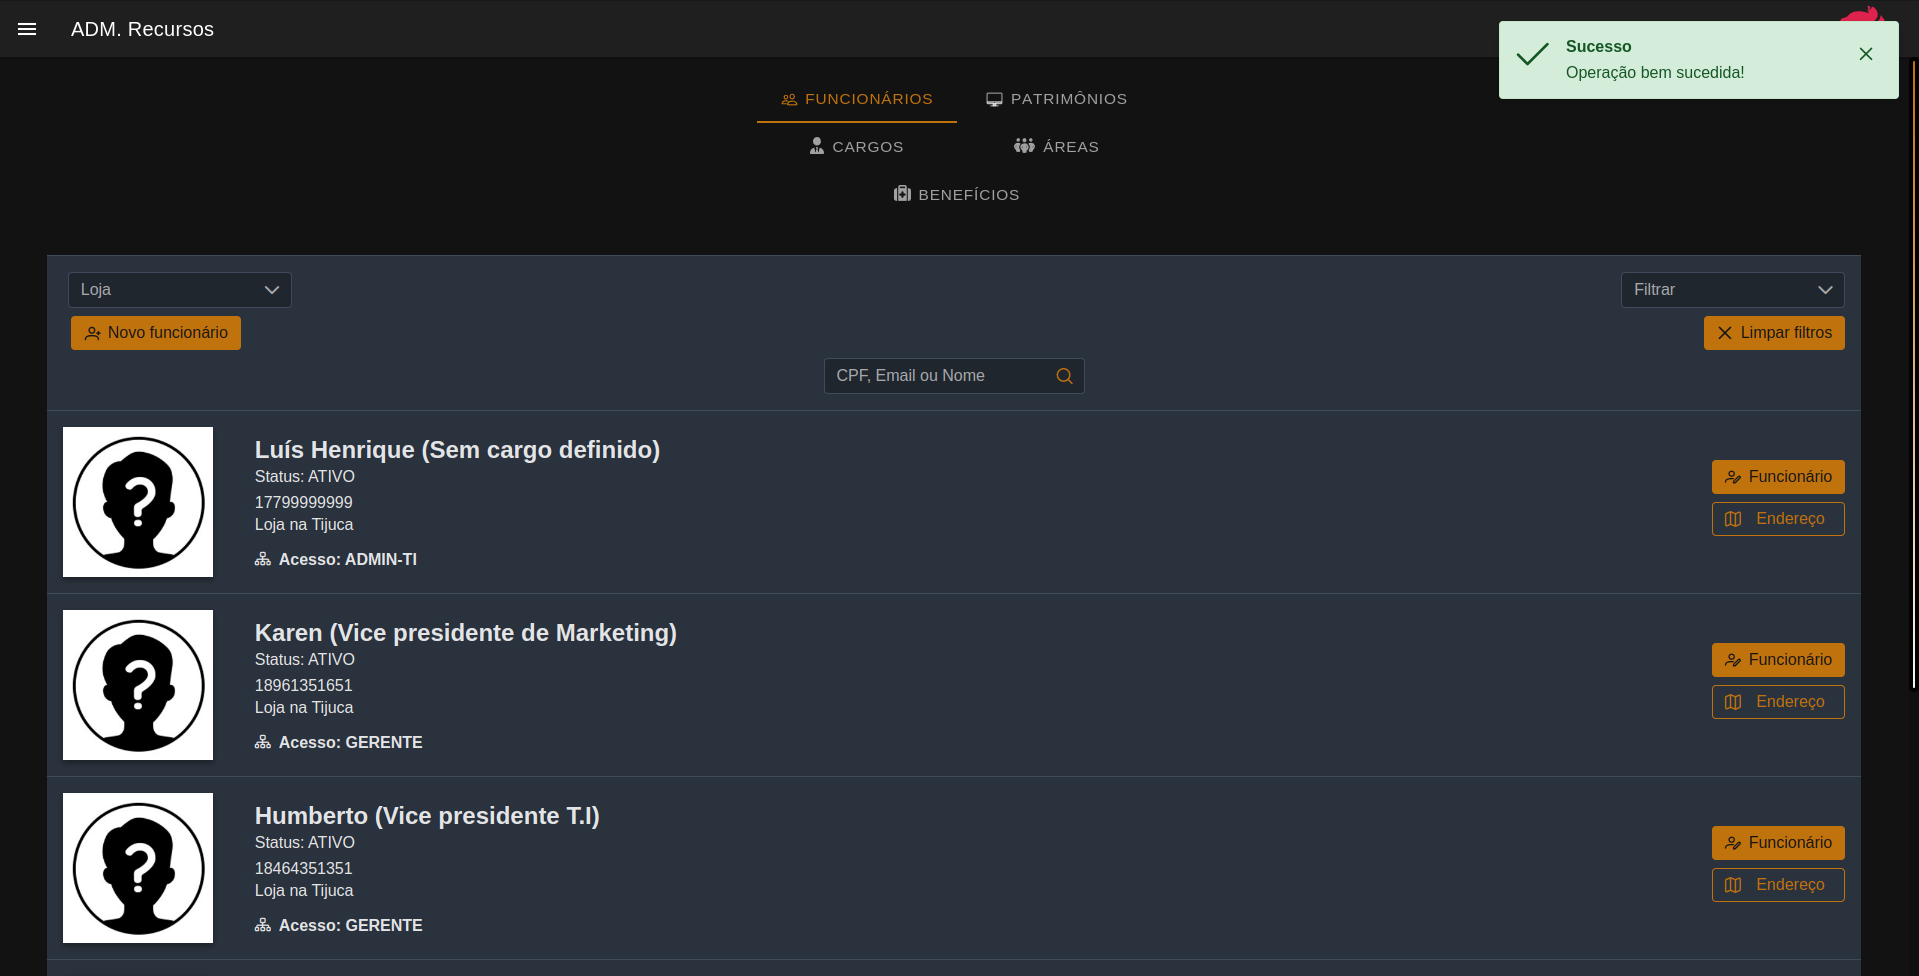 ADM. Recursos
Sucesso
Operação bem sucedida!
FUNCIONÁRIOS
PATRIMÔNIOS
CARGOS
ÁREAS
BENEFÍCIOS
Loja
Filtrar
Novo funcionário
Limpar filtros
CPF, Email ou Nome
Luís Henrique (Sem cargo definido)
Status: ATIVO
17799999999
Loja na Tijuca
Acesso: ADMIN-TI
Funcionário
Endereço
Karen (Vice presidente de Marketing)
Status: ATIVO
18961351651
Loja na Tijuca
Acesso: GERENTE
Funcionário
Endereço
Humberto (Vice presidente T.I)
Status: ATIVO
18464351351
Loja na Tijuca
Acesso: GERENTE
Funcionário
Endereço